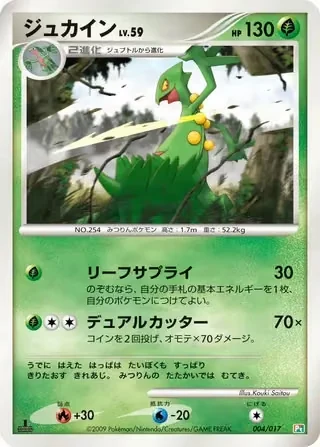 ジュカイン LV.59 HP 130
2進化 ジュプトルから進化
Illus.Kouki Saitou
NO.254 みつりんポケモン 高さ：1.7m 重さ：52.2kg
リーフサプライ 30
のぞむなら、自分の手札の基本エネルギーを1枚、
自分のポケモンにつけてよい。
デュアルカッター 70×
コインを2回投げ、オモテ×70ダメージ。
うでに はえた はっぱは たいぼくも すっぱり
きりたおす きれあじ。みつりんの たたかいでは むてき。
弱点 抵抗力 にげる
+30 -20
©2009 Pokémon/Nintendo/Creatures/GAME FREAK. 004/017